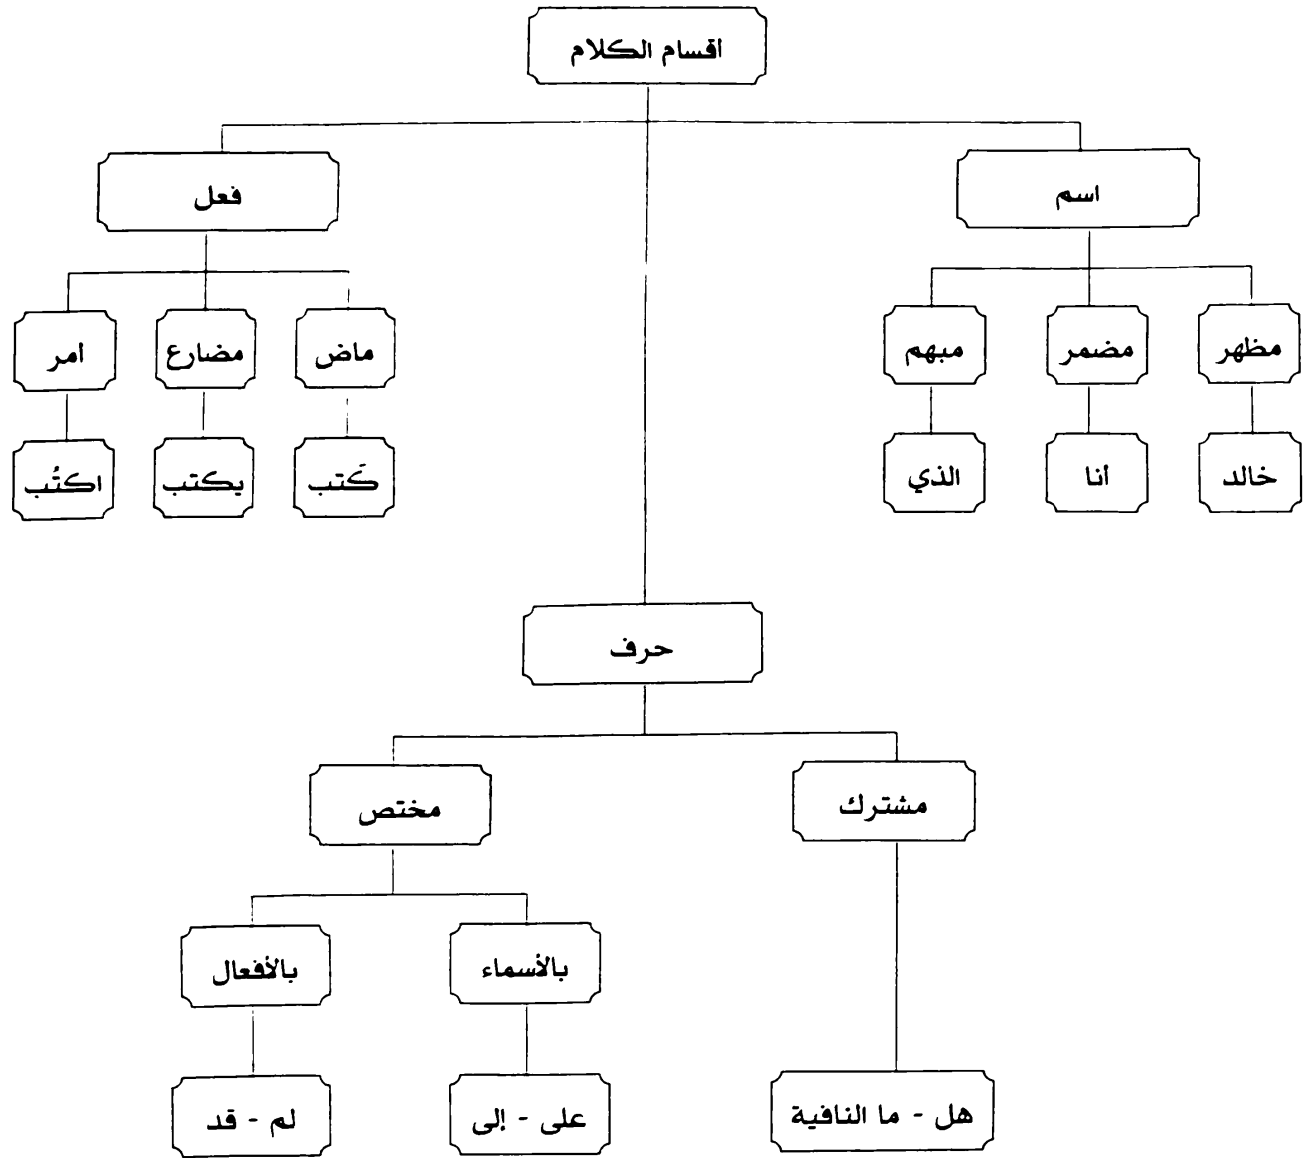 أقسام الكلام
اسم
فعل
مظهر
مضمر
مبهم
ماض
مضارع
امر
خالد
أنا
الذي
كَتب
يكتب
اكتُب
حرف
مشترك
مختص
بالأسماء
بالأفعال
هل - ما النافية
على - إلى
لم - قد